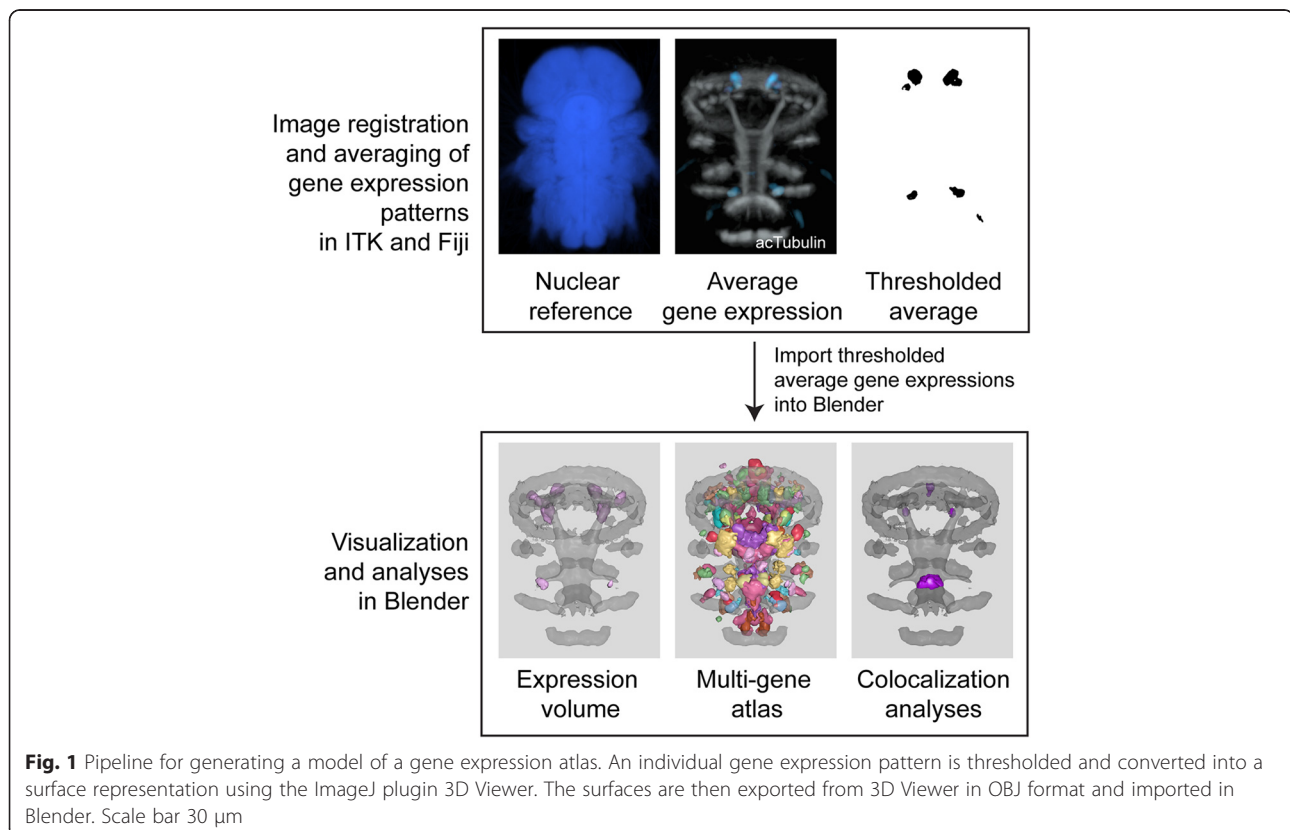 Image registration
and averaging of
gene expression
patterns
in ITK and Fiji
acTubulin
Nuclear
reference
Average
gene expression
Thresholded
average
Import thresholded
average gene expressions
into Blender
Visualization
and analyses
in Blender
Expression
volume
Multi-gene
atlas
Colocalization
analyses
Fig. 1 Pipeline for generating a model of a gene expression atlas. An individual gene expression pattern is thresholded and converted into a
surface representation using the ImageJ plugin 3D Viewer. The surfaces are then exported from 3D Viewer in OBJ format and imported in
Blender. Scale bar 30 μm